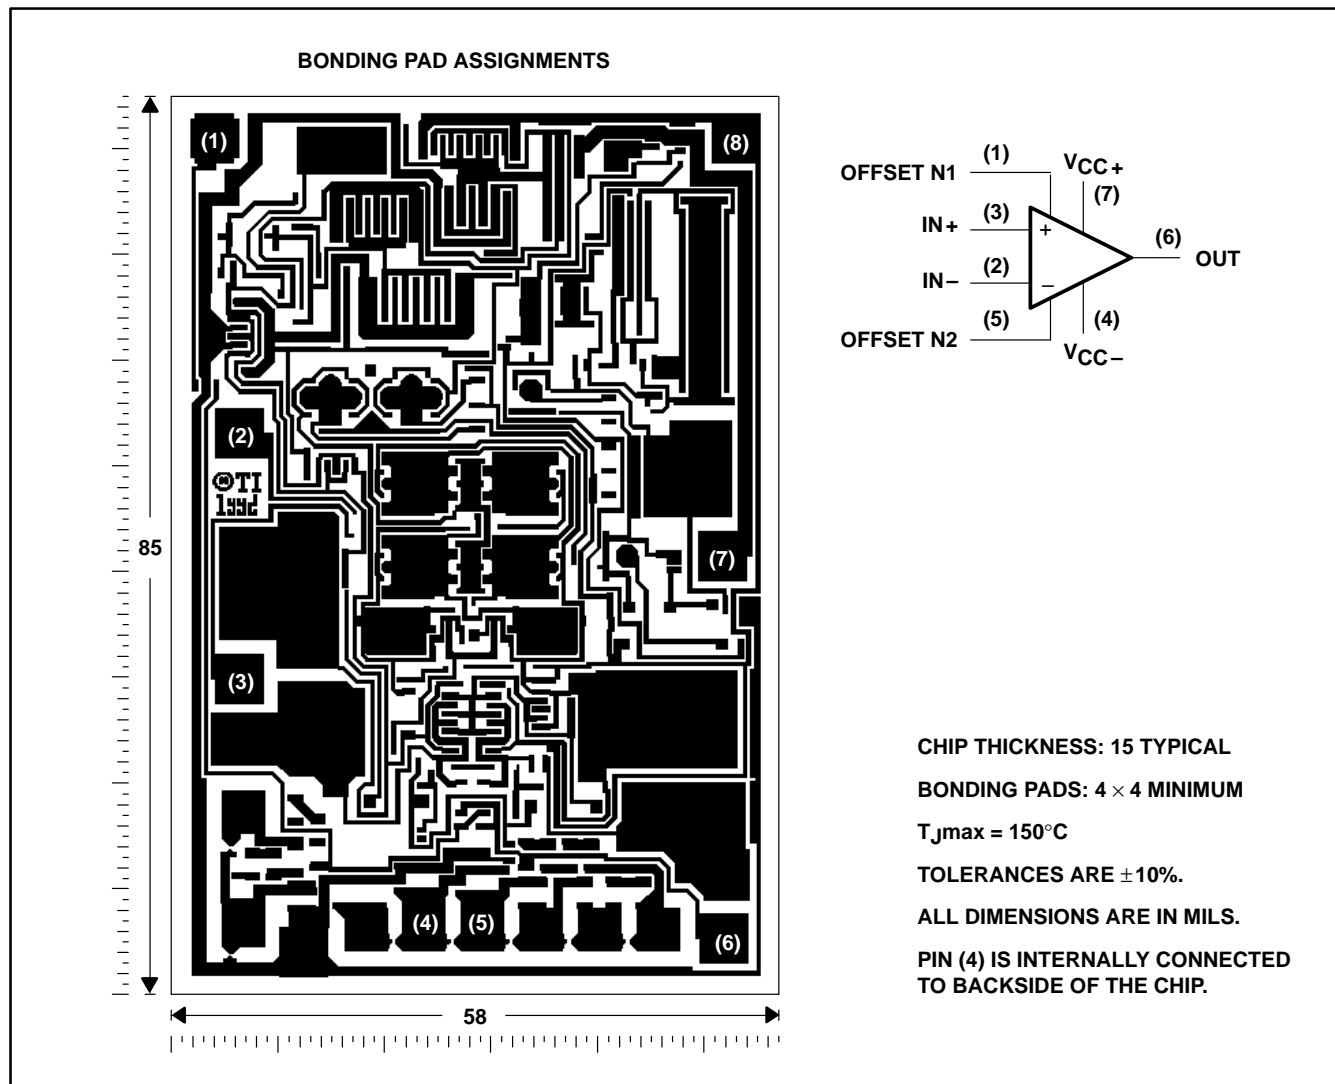 BONDING PAD ASSIGNMENTS
(1)
(8)
(2)
©TI
(7)
(3)
(4)
(5)
(6)
85
58
OFFSET N1
(1)
VCC+
(7)
IN+
(3)
+
(6)
OUT
IN−
(2)
−
OFFSET N2
(5)
(4)
VCC−
CHIP THICKNESS: 15 TYPICAL
BONDING PADS: 4 × 4 MINIMUM
TJmax = 150°C
TOLERANCES ARE ±10%.
ALL DIMENSIONS ARE IN MILS.
PIN (4) IS INTERNALLY CONNECTED
TO BACKSIDE OF THE CHIP.